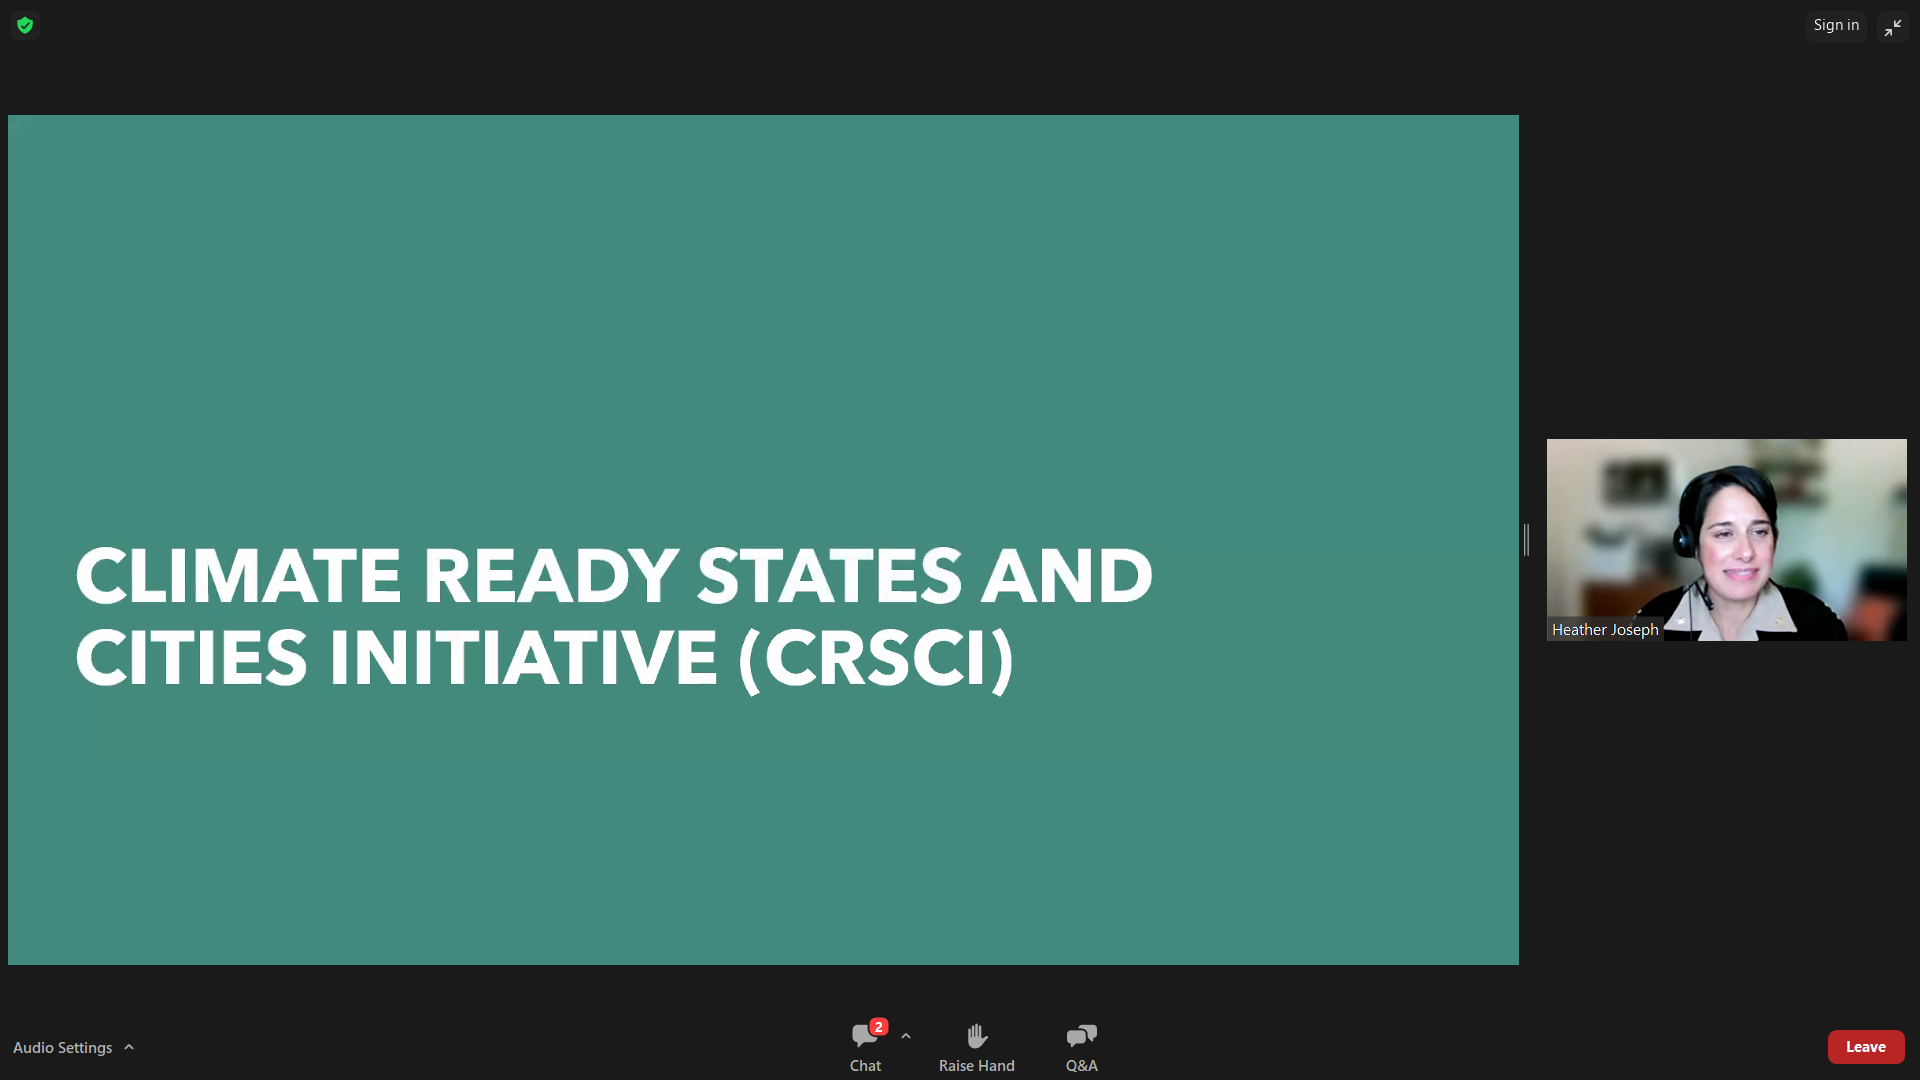 Sign in
CLIMATE READY STATES AND
CITIES INITIATIVE (CRSCI)
Heather Joseph
Audio Settings
2
Chat
Raise Hand
Q&A
Leave